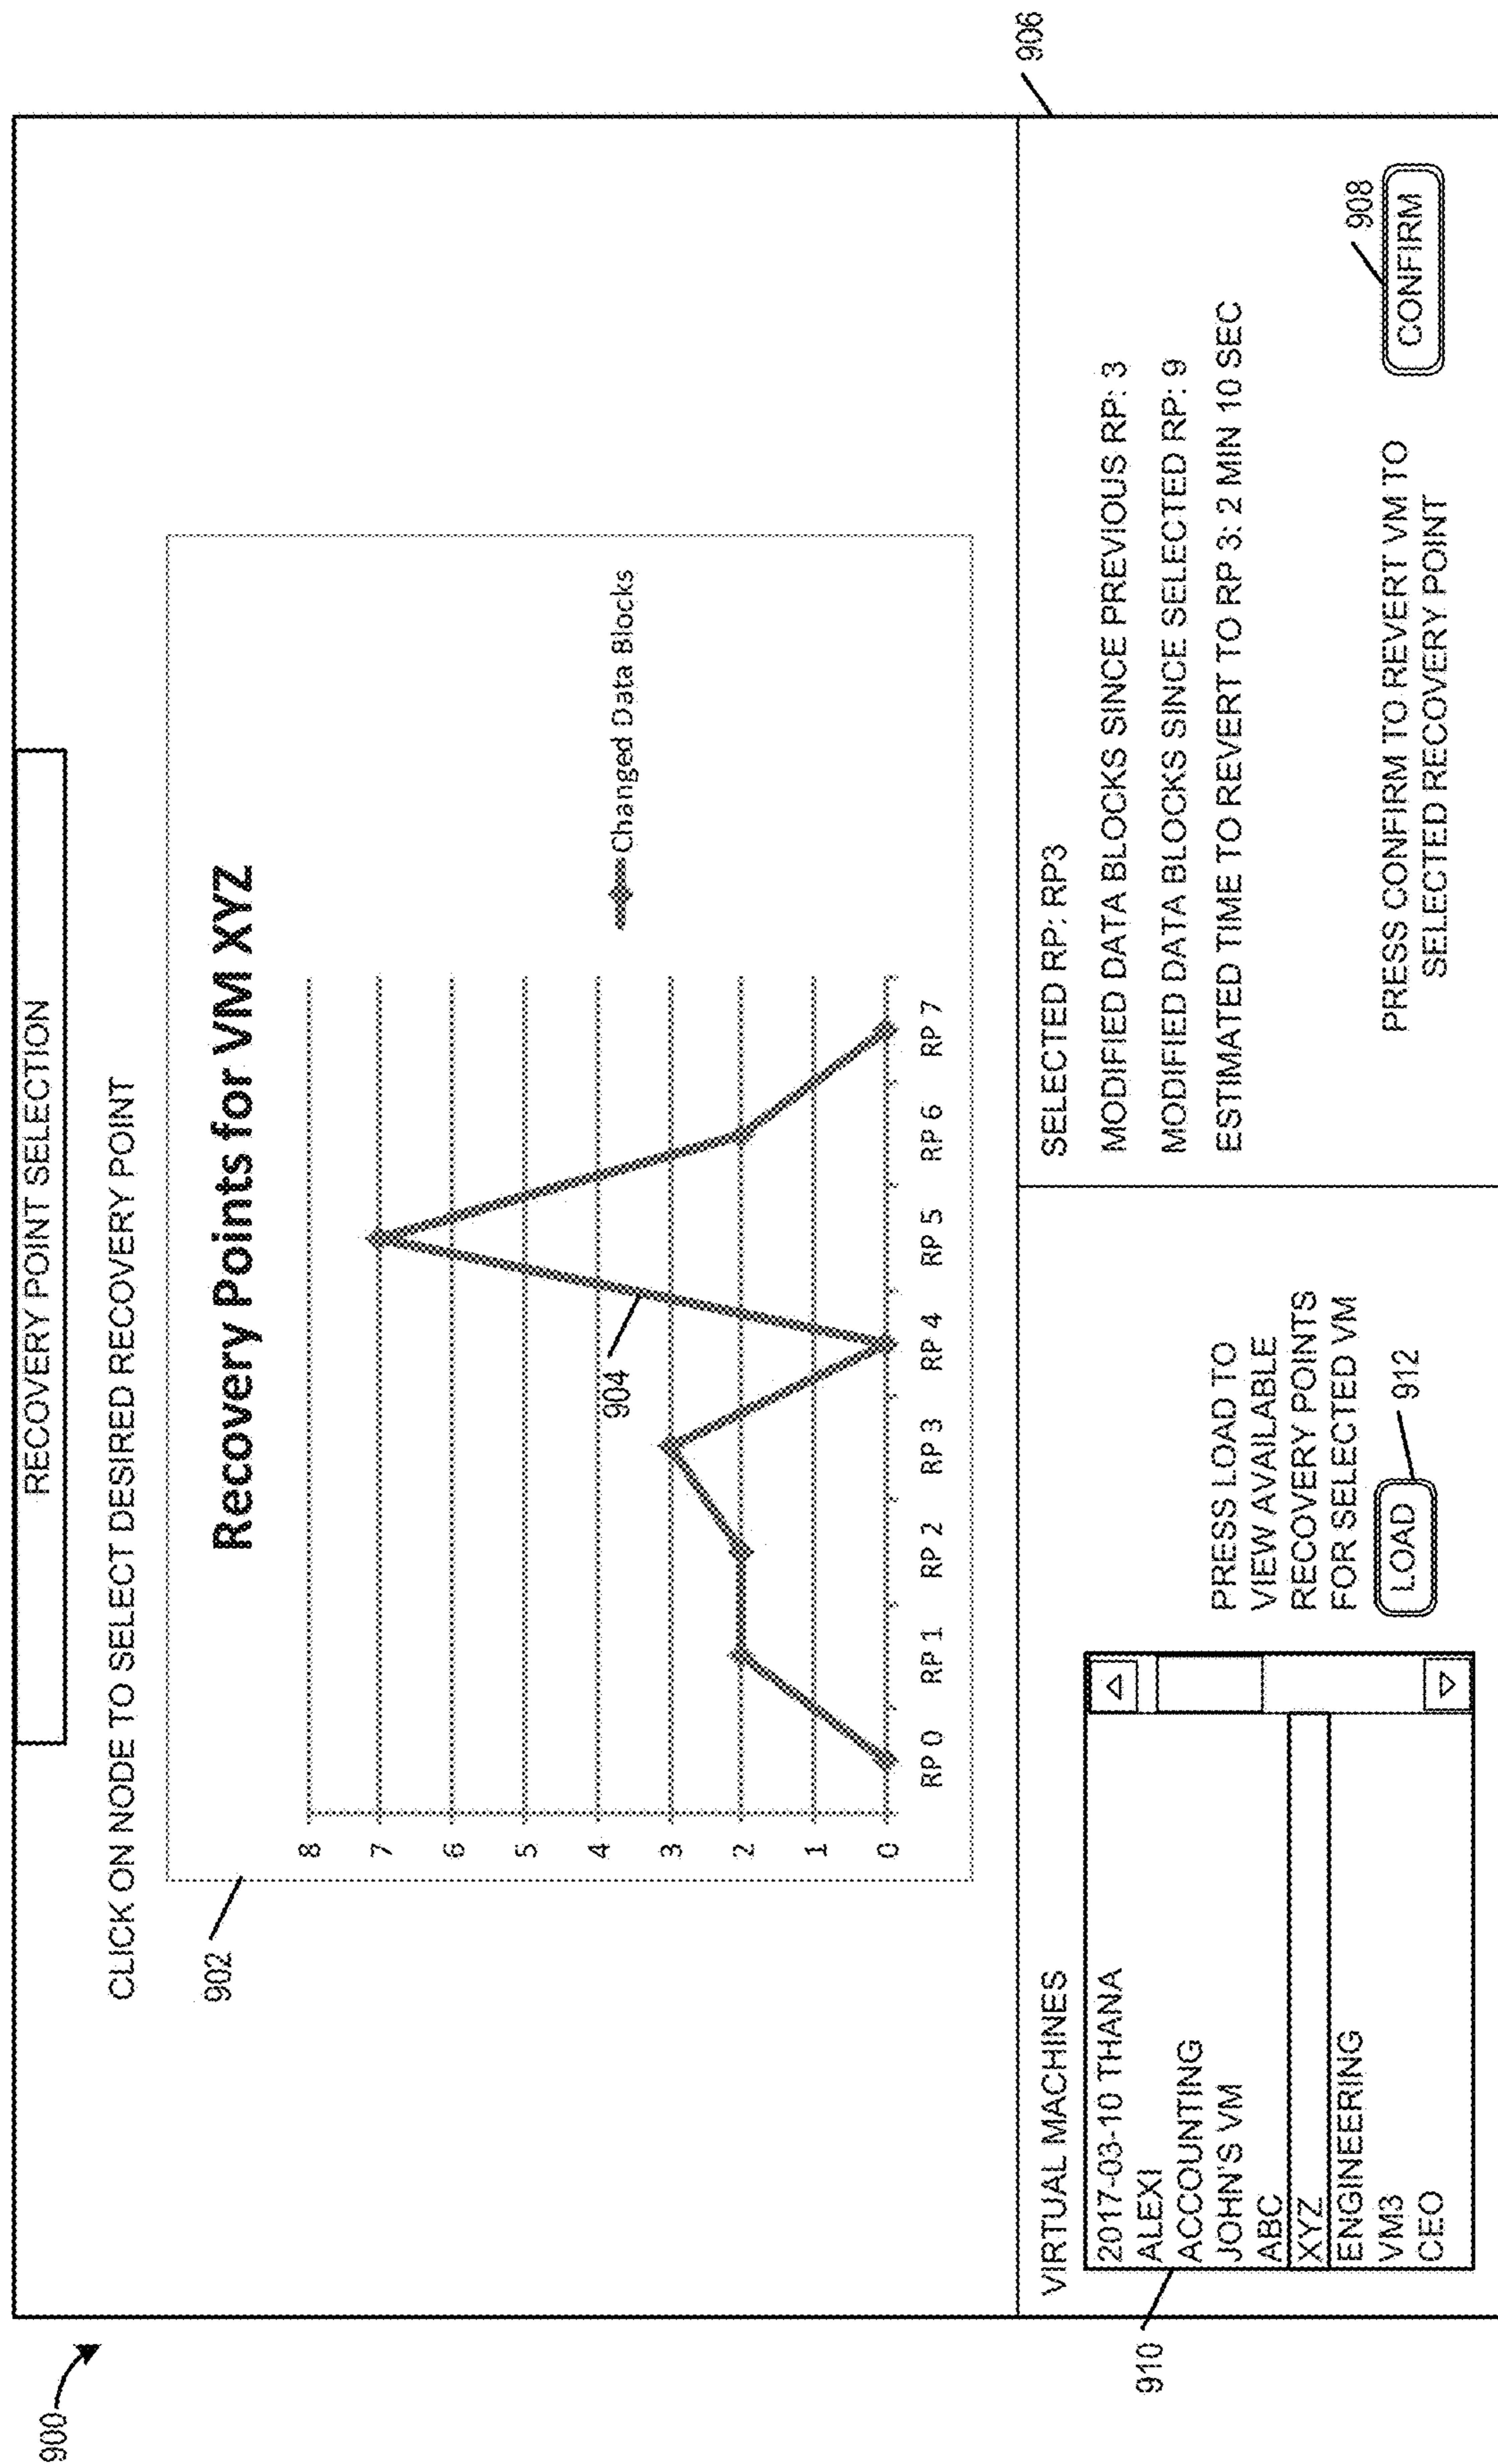 900
RECOVERY POINT SELECTION
CLICK ON NODE TO SELECT DESIRED RECOVERY POINT
902
Recovery Points for VM XYZ
8
7
6
5
4
3
2
1
0
904
Changed Data Blocks
RP 0 RP 1 RP 2 RP 3 RP 4 RP 5 RP 6 RP 7
906
VIRTUAL MACHINES
910
2017-03-10 THANA
ALEXI
ACCOUNTING
JOHN'S VM
ABC
XYZ
ENGINEERING
VM3
CEO
PRESS LOAD TO
VIEW AVAILABLE
RECOVERY POINTS
FOR SELECTED VM
LOAD
912
SELECTED RP: RP3
MODIFIED DATA BLOCKS SINCE PREVIOUS RP: 3
MODIFIED DATA BLOCKS SINCE SELECTED RP: 9
ESTIMATED TIME TO REVERT TO RP 3: 2 MIN 10 SEC
PRESS CONFIRM TO REVERT VM TO
SELECTED RECOVERY POINT
908
CONFIRM